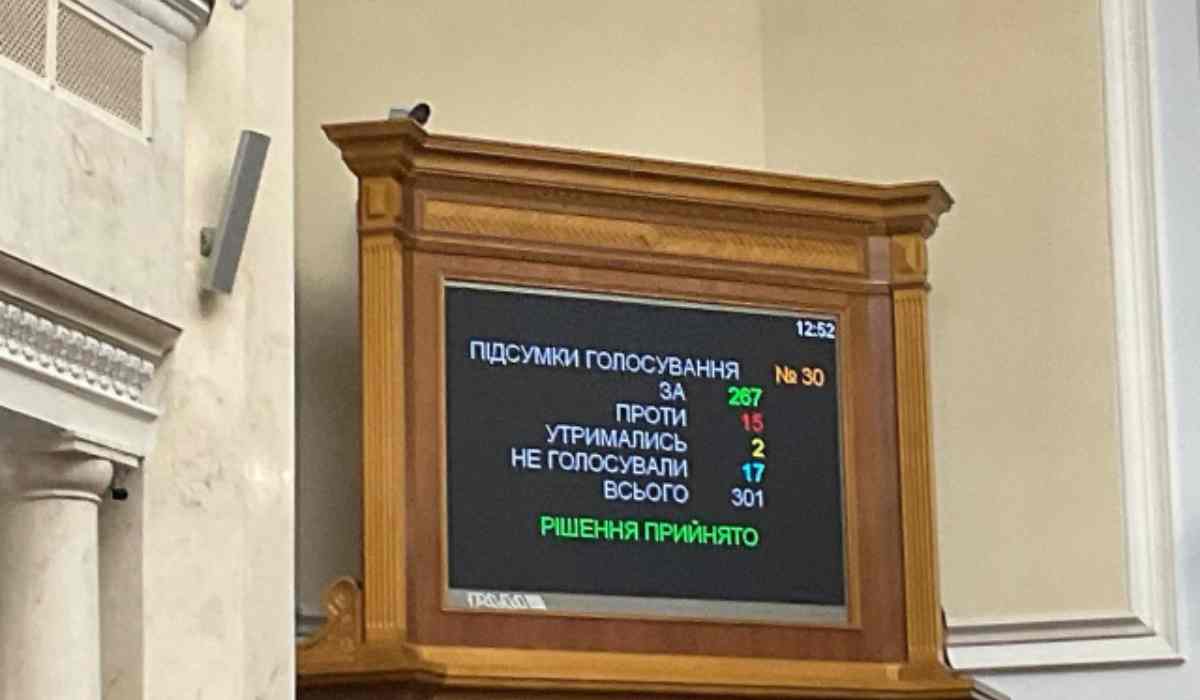 12:52
ПІДСУМКИ ГОЛОСУВАННЯ № 30
ЗА 267
ПРОТИ 15
УТРИМАЛИСЬ 2
НЕ ГОЛОСУВАЛИ 17
ВСЬОГО 301
РІШЕННЯ ПРИЙНЯТО